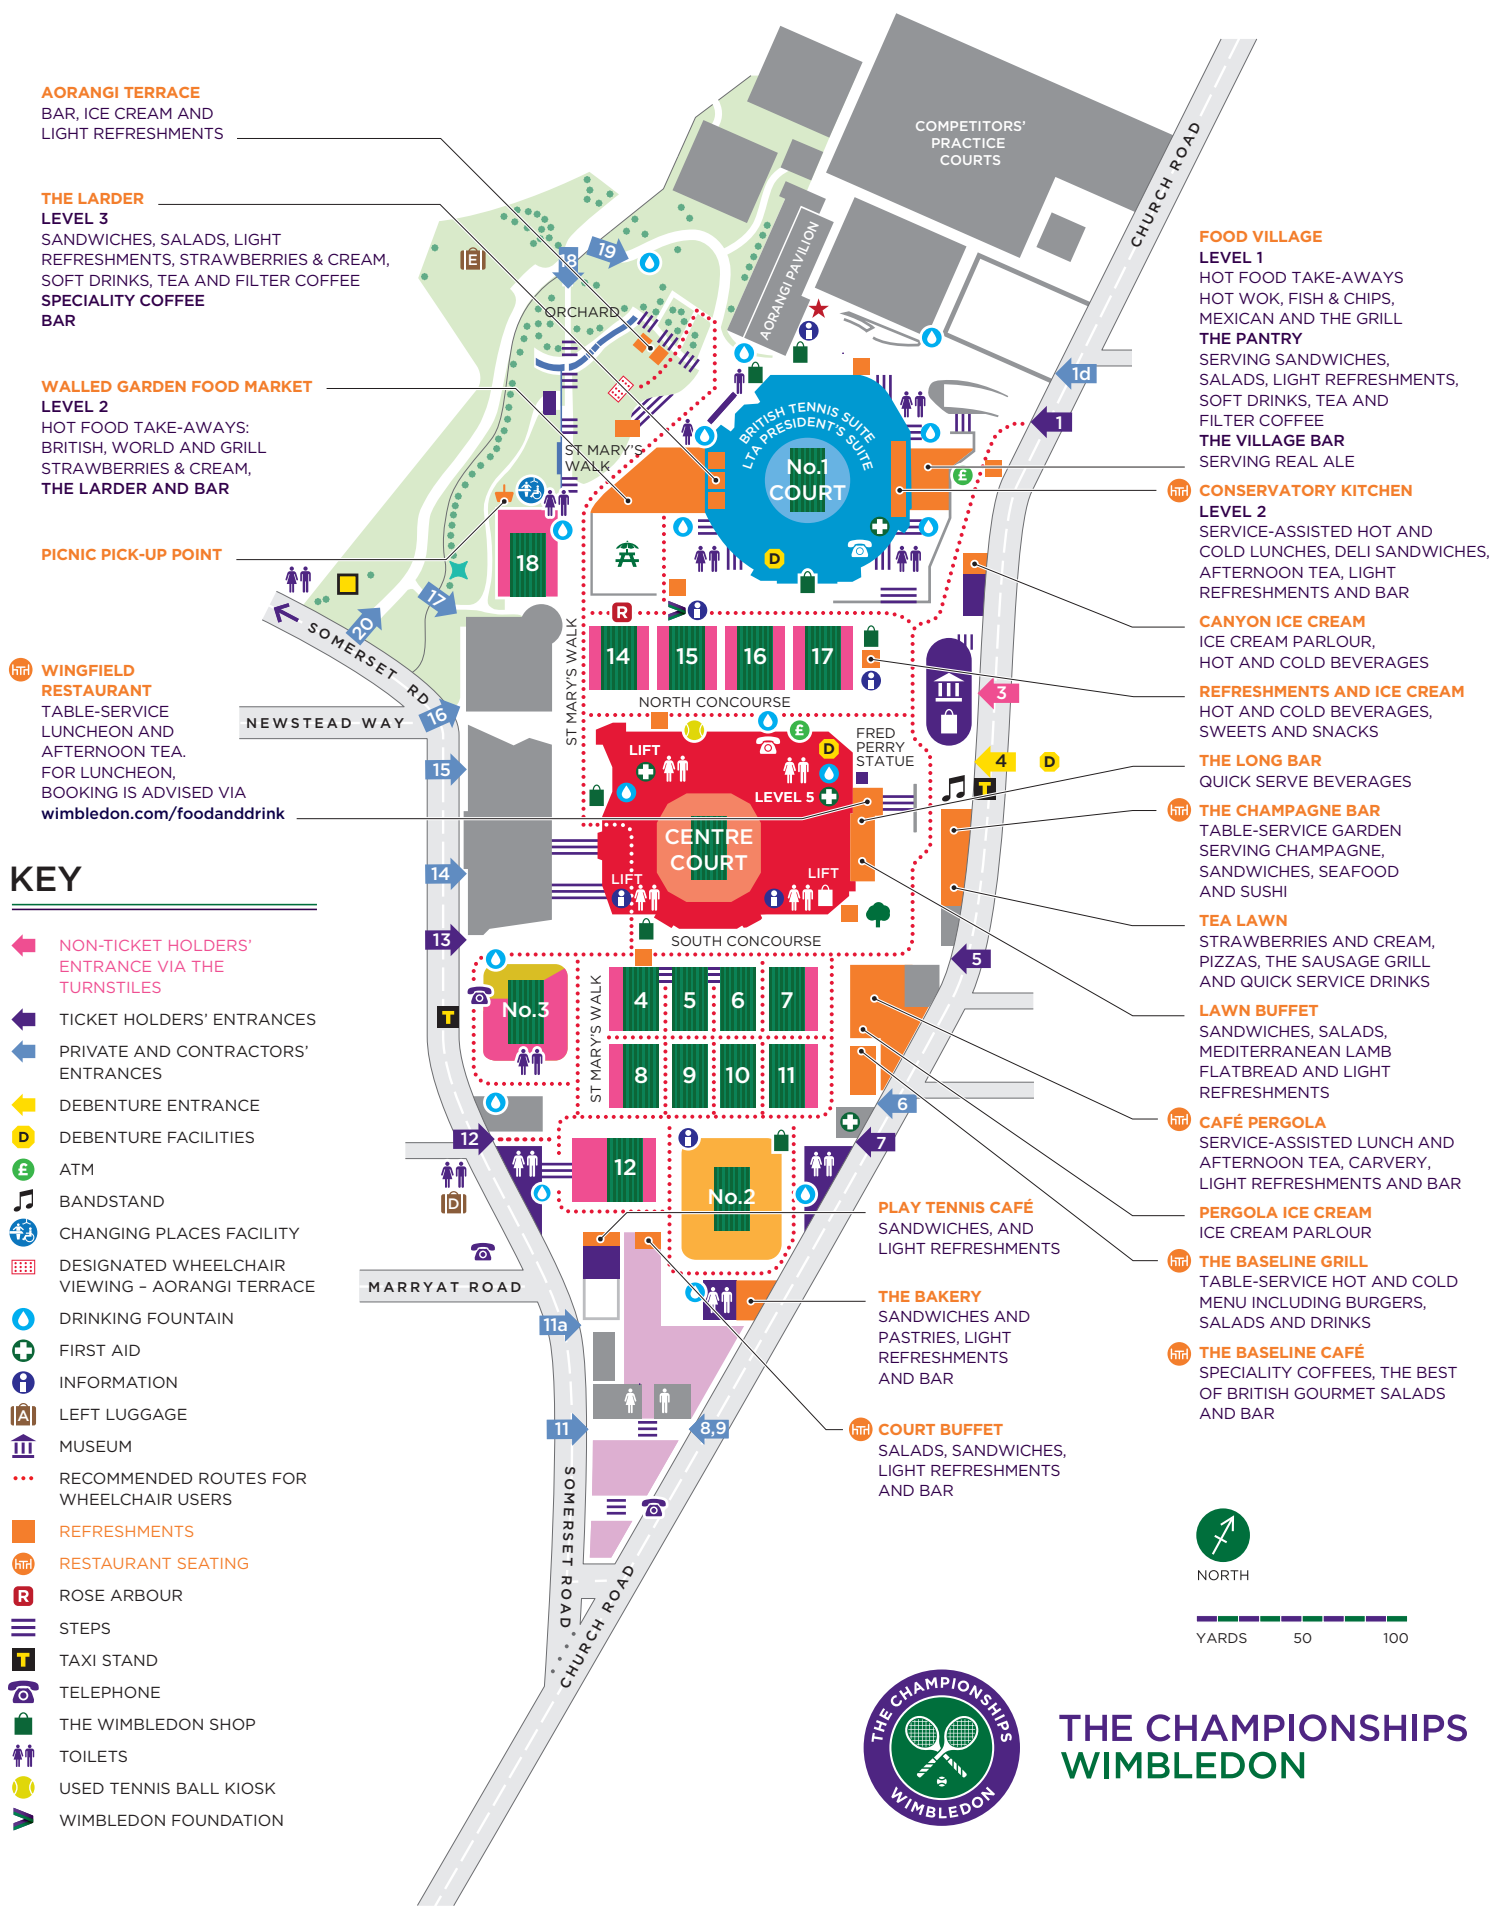 AORANGI TERRACE
BAR, ICE CREAM AND
LIGHT REFRESHMENTS
THE LARDER
LEVEL 3
SANDWICHES, SALADS, LIGHT
REFRESHMENTS, STRAWBERRIES & CREAM,
SOFT DRINKS, TEA AND FILTER COFFEE
SPECIALITY COFFEE
BAR
WALLED GARDEN FOOD MARKET
LEVEL 2
HOT FOOD TAKE-AWAYS:
BRITISH, WORLD AND GRILL
STRAWBERRIES & CREAM,
THE LARDER AND BAR
PICNIC PICK-UP POINT
WINGFIELD
RESTAURANT
TABLE-SERVICE
LUNCHEON AND
AFTERNOON TEA.
FOR LUNCHEON,
BOOKING IS ADVISED VIA
wimbledon.com/foodanddrink
KEY
NON-TICKET HOLDERS'
ENTRANCE VIA THE
TURNSTILES
TICKET HOLDERS' ENTRANCES
PRIVATE AND CONTRACTORS'
ENTRANCES
DEBENTURE ENTRANCE
D
DEBENTURE FACILITIES
£
ATM
BANDSTAND
CHANGING PLACES FACILITY
DESIGNATED WHEELCHAIR
VIEWING – AORANGI TERRACE
DRINKING FOUNTAIN
FIRST AID
i
INFORMATION
A
LEFT LUGGAGE
MUSEUM
RECOMMENDED ROUTES FOR
WHEELCHAIR USERS
REFRESHMENTS
RESTAURANT SEATING
R
ROSE ARBOUR
STEPS
T
TAXI STAND
TELEPHONE
THE WIMBLEDON SHOP
TOILETS
USED TENNIS BALL KIOSK
WIMBLEDON FOUNDATION
COMPETITORS'
PRACTICE
COURTS
CHURCH ROAD
AORANGI PAVILION
E
18
19
ORCHARD
1d
1
BRITISH TENNIS SUITE
LTA PRESIDENT'S SUITE
No.1
COURT
£
D
ST MARY'S
WALK
18
17
20
SOMERSET RD
16
NEWSTEAD WAY
15
14
13
R
i
14
15
16
17
i
ST MARY'S WALK
NORTH CONCOURSE
3
4
D
T
FRED
PERRY
STATUE
LIFT
£
D
LEVEL 5
CENTRE
COURT
LIFT
LIFT
i
i
SOUTH CONCOURSE
5
No.3
T
ST MARY'S WALK
4
5
6
7
8
9
10
11
6
7
12
12
i
No.2
D
MARRYAT ROAD
11a
11
8,9
SOMERSET ROAD
CHURCH ROAD
FOOD VILLAGE
LEVEL 1
HOT FOOD TAKE-AWAYS
HOT WOK, FISH & CHIPS,
MEXICAN AND THE GRILL
THE PANTRY
SERVING SANDWICHES,
SALADS, LIGHT REFRESHMENTS,
SOFT DRINKS, TEA AND
FILTER COFFEE
THE VILLAGE BAR
SERVING REAL ALE
CONSERVATORY KITCHEN
LEVEL 2
SERVICE-ASSISTED HOT AND
COLD LUNCHES, DELI SANDWICHES,
AFTERNOON TEA, LIGHT
REFRESHMENTS AND BAR
CANYON ICE CREAM
ICE CREAM PARLOUR,
HOT AND COLD BEVERAGES
REFRESHMENTS AND ICE CREAM
HOT AND COLD BEVERAGES,
SWEETS AND SNACKS
THE LONG BAR
QUICK SERVE BEVERAGES
THE CHAMPAGNE BAR
TABLE-SERVICE GARDEN
SERVING CHAMPAGNE,
SANDWICHES, SEAFOOD
AND SUSHI
TEA LAWN
STRAWBERRIES AND CREAM,
PIZZAS, THE SAUSAGE GRILL
AND QUICK SERVICE DRINKS
LAWN BUFFET
SANDWICHES, SALADS,
MEDITERRANEAN LAMB
FLATBREAD AND LIGHT
REFRESHMENTS
CAFÉ PERGOLA
SERVICE-ASSISTED LUNCH AND
AFTERNOON TEA, CARVERY,
LIGHT REFRESHMENTS AND BAR
PERGOLA ICE CREAM
ICE CREAM PARLOUR
THE BASELINE GRILL
TABLE-SERVICE HOT AND COLD
MENU INCLUDING BURGERS,
SALADS AND DRINKS
THE BASELINE CAFÉ
SPECIALITY COFFEES, THE BEST
OF BRITISH GOURMET SALADS
AND BAR
PLAY TENNIS CAFÉ
SANDWICHES, AND
LIGHT REFRESHMENTS
THE BAKERY
SANDWICHES AND
PASTRIES, LIGHT
REFRESHMENTS
AND BAR
COURT BUFFET
SALADS, SANDWICHES,
LIGHT REFRESHMENTS
AND BAR
NORTH
YARDS 50 100
THE CHAMPIONSHIPS
WIMBLEDON
THE CHAMPIONSHIPS
WIMBLEDON